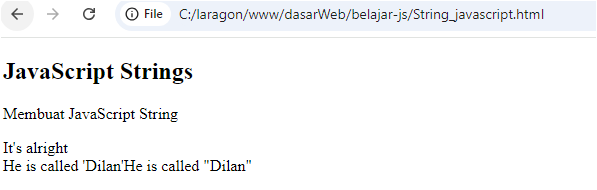 File C:/laragon/www/dasarWeb/belajar-js/String_javascript.html
JavaScript Strings
Membuat JavaScript String
It's alright
He is called 'Dilan'He is called "Dilan"